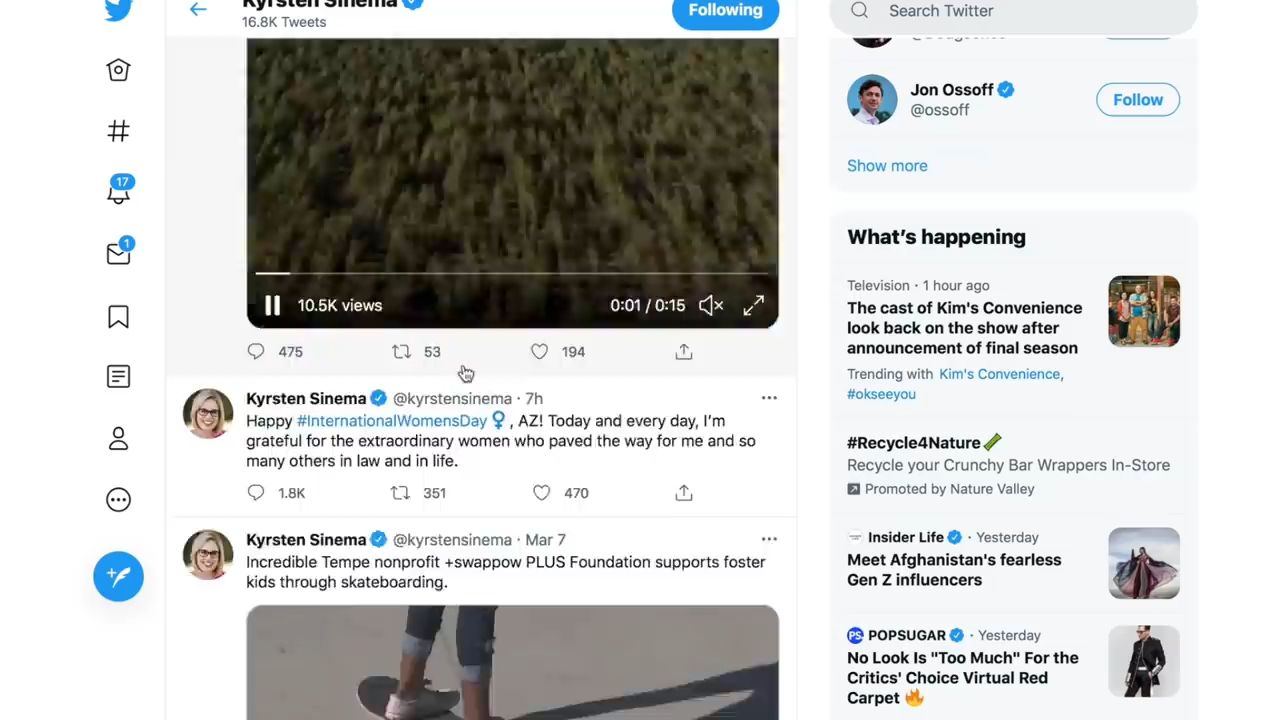 Kyrsten Sinema
16.8K Tweets
Following
Search Twitter
Jon Ossoff
@ossoff
Follow
Show more
17
1
10.5K views
0:01 / 0:15
475
53
194
What's happening
Television · 1 hour ago
The cast of Kim's Convenience
look back on the show after
announcement of final season
Trending with Kim's Convenience,
#okseeyou
Kyrsten Sinema @kyrstensinema · 7h
Happy #InternationalWomensDay♀, AZ! Today and every day, I'm
grateful for the extraordinary women who paved the way for me and so
many others in law and in life.
1.8K
351
470
#Recycle4Nature
Recycle your Crunchy Bar Wrappers In-Store
Promoted by Nature Valley
Kyrsten Sinema @kyrstensinema · Mar 7
Incredible Tempe nonprofit +swappow PLUS Foundation supports foster
kids through skateboarding.
Insider Life · Yesterday
Meet Afghanistan's fearless
Gen Z influencers
PS POPSUGAR · Yesterday
No Look Is "Too Much" For the
Critics' Choice Virtual Red
Carpet 🔥